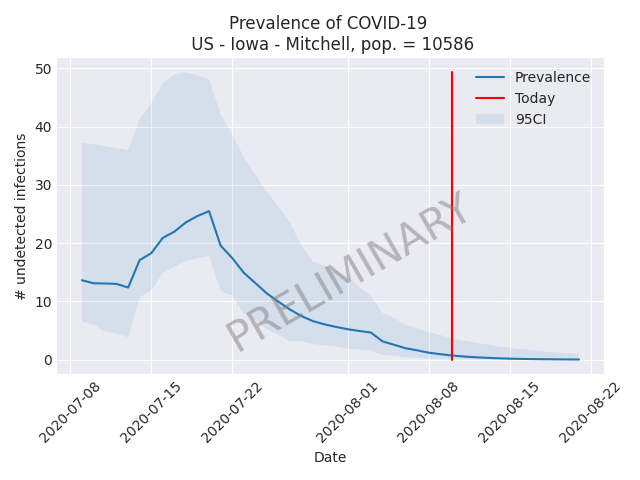 Prevalence of COVID-19
US - Iowa - Mitchell, pop. = 10586
50
40
30
20
10
0
# undetected infections
Prevalence
Today
95CI
PRELIMINARY
2020-07-08
2020-07-15
2020-07-22
2020-08-01
2020-08-08
2020-08-15
2020-08-22
Date